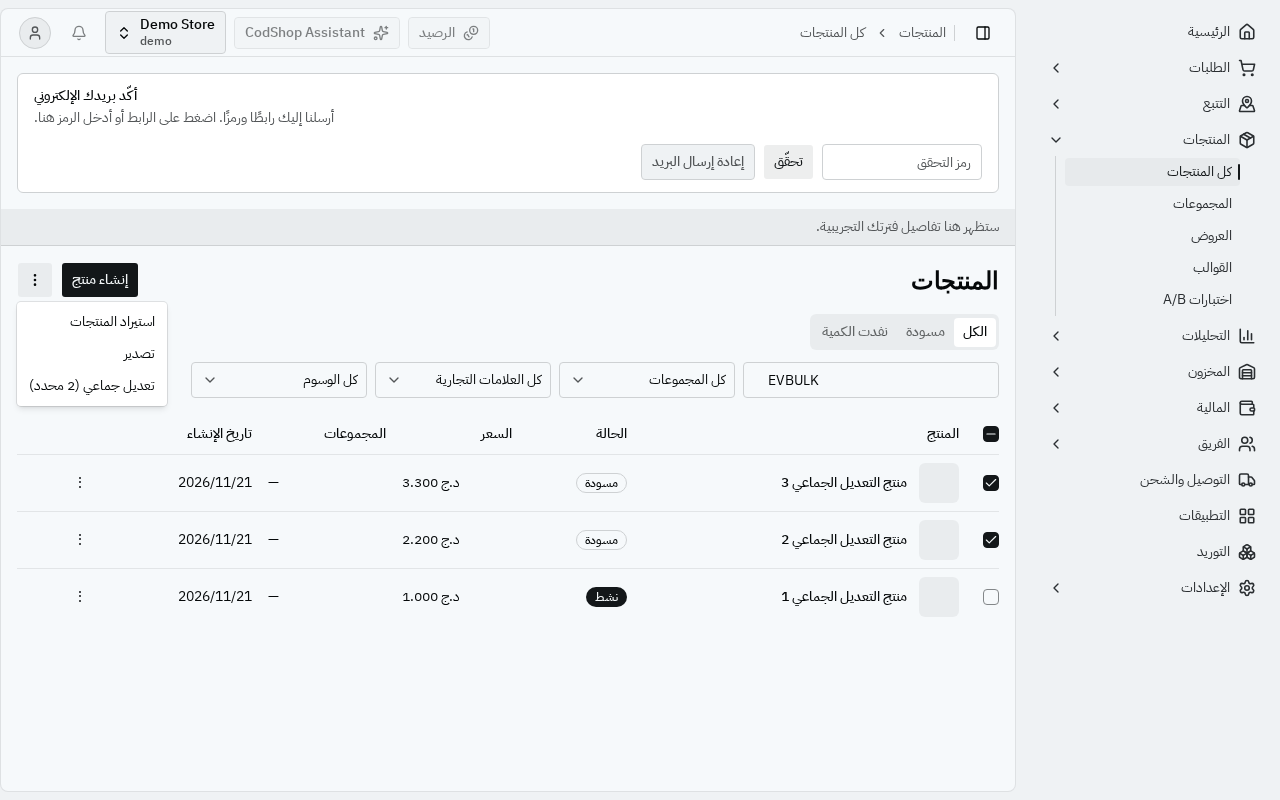 الرئيسية
الطلبات
التتبع
المنتجات
كل المنتجات
المجموعات
العروض
القوالب
اختبارات A/B
التحليلات
المخزون
المالية
الفريق
التوصيل والشحن
التطبيقات
التوريد
الإعدادات
المنتجات
كل المنتجات
الرصيد
CodShop Assistant
Demo Store
demo
أكّد بريدك الإلكتروني
أرسلنا إليك رابطًا ورمزًا. اضغط على الرابط أو أدخل الرمز هنا.
رمز التحقق
تحقّق
إعادة إرسال البريد
ستظهر هنا تفاصيل فترتك التجريبية.
المنتجات
إنشاء منتج
استيراد المنتجات
تصدير
تعديل جماعي (2 محدد)
الكل
مسودة
نفدت الكمية
EVBULK
كل المجموعات
كل العلامات التجارية
كل الوسوم
المنتج
الحالة
السعر
المجموعات
تاريخ الإنشاء
منتج التعديل الجماعي 3
مسودة
3.300 د.ج
—
2026/11/21
منتج التعديل الجماعي 2
مسودة
2.200 د.ج
—
2026/11/21
منتج التعديل الجماعي 1
نشط
1.000 د.ج
—
2026/11/21